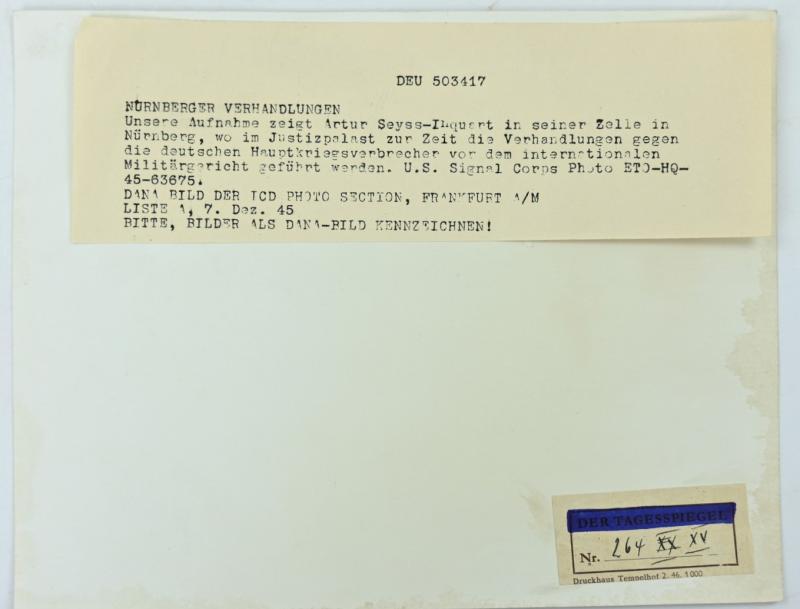 DEU 503417
NÜRNBERGER VERHANDLUNGEN
Unsere Aufnahme zeigt Artur Seyss-Inquart in seiner Zelle in
Nürnberg, wo im Justizpalast zur Zeit die Verhandlungen gegen
die deutschen Hauptkriegsverbrecher vor dem internationalen
Militärgericht geführt werden. U.S. Signal Corps Photo ETO-HQ-
45-63675.
DANA BILD DER ICD PHOTO SECTION, FRANKFURT A/M
LISTE A, 7. Dez. 45
BITTE, BILDER ALS DANA-BILD KENNZEICHNEN!
DER TAGESSPIEGEL
Nr. 264 XV
Druckhaus Tempelhof 2. 46. 1000